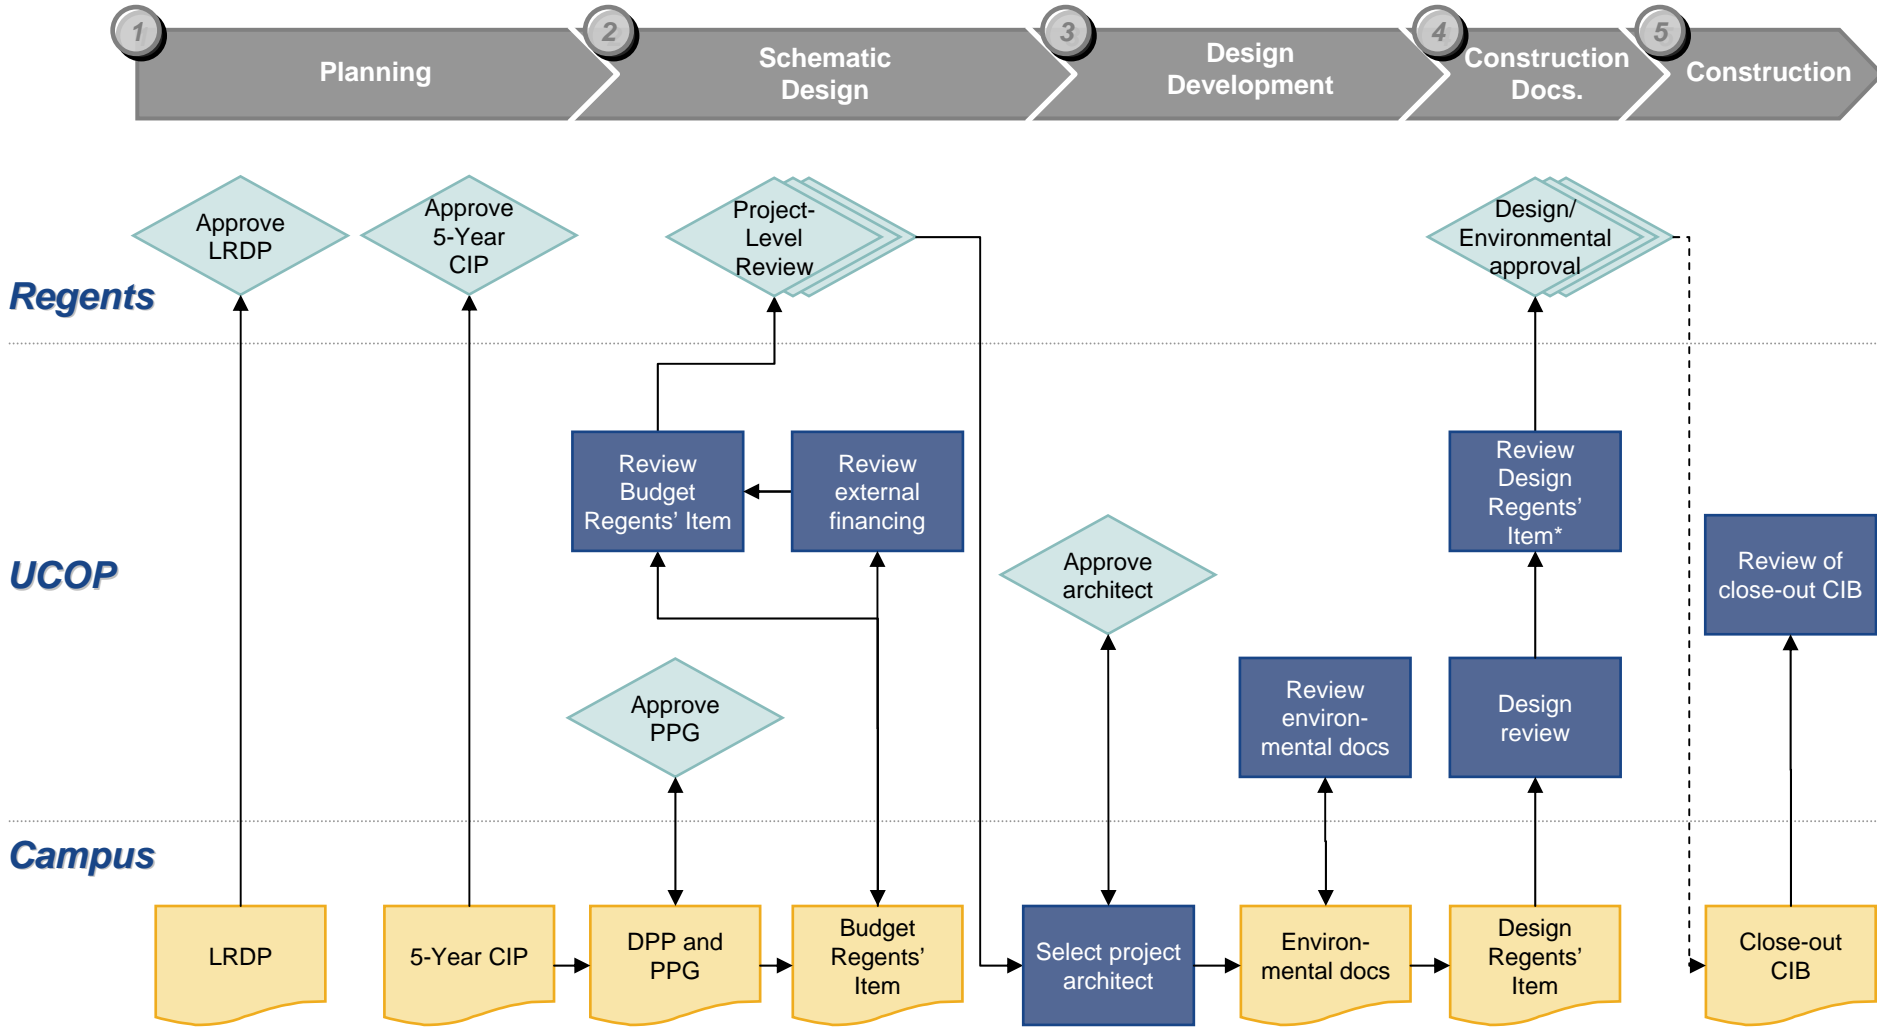 1
2
3
4
5
Planning
Schematic
Design
Design
Development
Construction
Docs.
Construction
Regents
Approve
LRDP
Approve
5-Year
CIP
Project-
Level
Review
Design/
Environmental
approval
UCOP
Review
Budget
Regents’ Item
Review
external
financing
Approve
PPG
Approve
architect
Review
environ-
mental docs
Review
Design
Regents’
Item*
Design
review
Review of
close-out CIB
Campus
LRDP
5-Year CIP
DPP and
PPG
Budget
Regents’
Item
Select project
architect
Environ-
mental docs
Design
Regents’
Item
Close-out
CIB